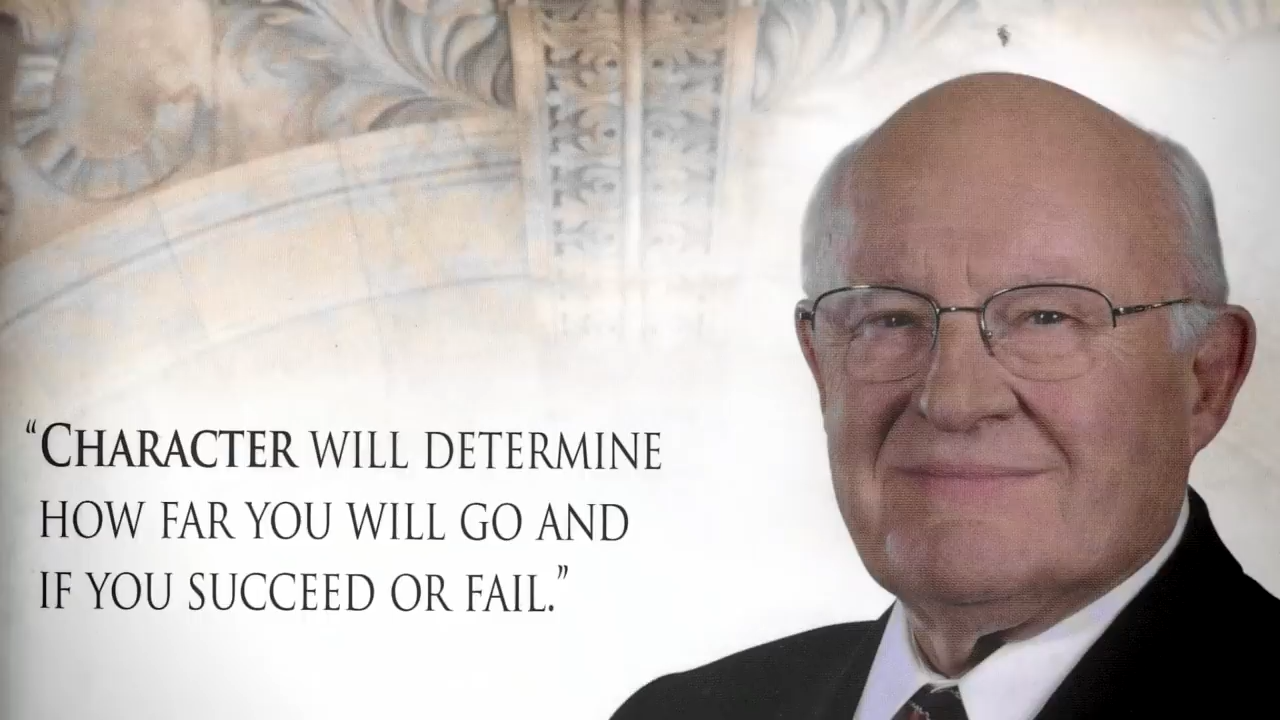 “CHARACTER WILL DETERMINE
HOW FAR YOU WILL GO AND
IF YOU SUCCEED OR FAIL.”